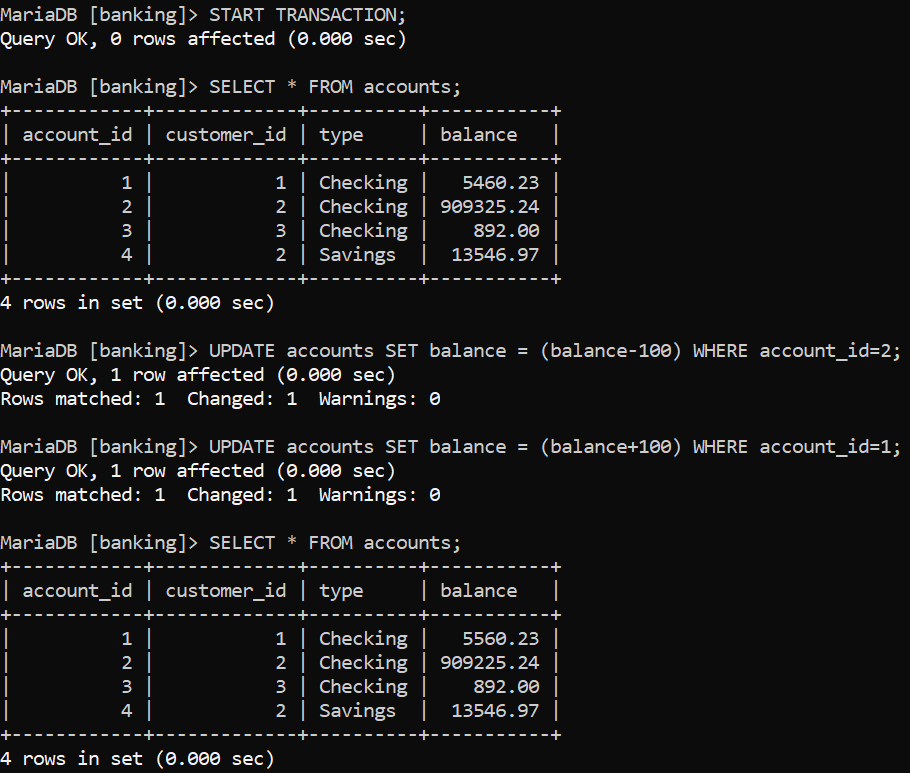 MariaDB [banking]> START TRANSACTION;
Query OK, 0 rows affected (0.000 sec)

MariaDB [banking]> SELECT * FROM accounts;
+------------+-------------+----------+-----------+
| account_id | customer_id | type     | balance   |
+------------+-------------+----------+-----------+
|          1 |           1 | Checking |   5460.23 |
|          2 |           2 | Checking | 909325.24 |
|          3 |           3 | Checking |    892.00 |
|          4 |           2 | Savings  |  13546.97 |
+------------+-------------+----------+-----------+
4 rows in set (0.000 sec)

MariaDB [banking]> UPDATE accounts SET balance = (balance-100) WHERE account_id=2;
Query OK, 1 row affected (0.000 sec)
Rows matched: 1  Changed: 1  Warnings: 0

MariaDB [banking]> UPDATE accounts SET balance = (balance+100) WHERE account_id=1;
Query OK, 1 row affected (0.000 sec)
Rows matched: 1  Changed: 1  Warnings: 0

MariaDB [banking]> SELECT * FROM accounts;
+------------+-------------+----------+-----------+
| account_id | customer_id | type     | balance   |
+------------+-------------+----------+-----------+
|          1 |           1 | Checking |   5560.23 |
|          2 |           2 | Checking | 909225.24 |
|          3 |           3 | Checking |    892.00 |
|          4 |           2 | Savings  |  13546.97 |
+------------+-------------+----------+-----------+
4 rows in set (0.000 sec)